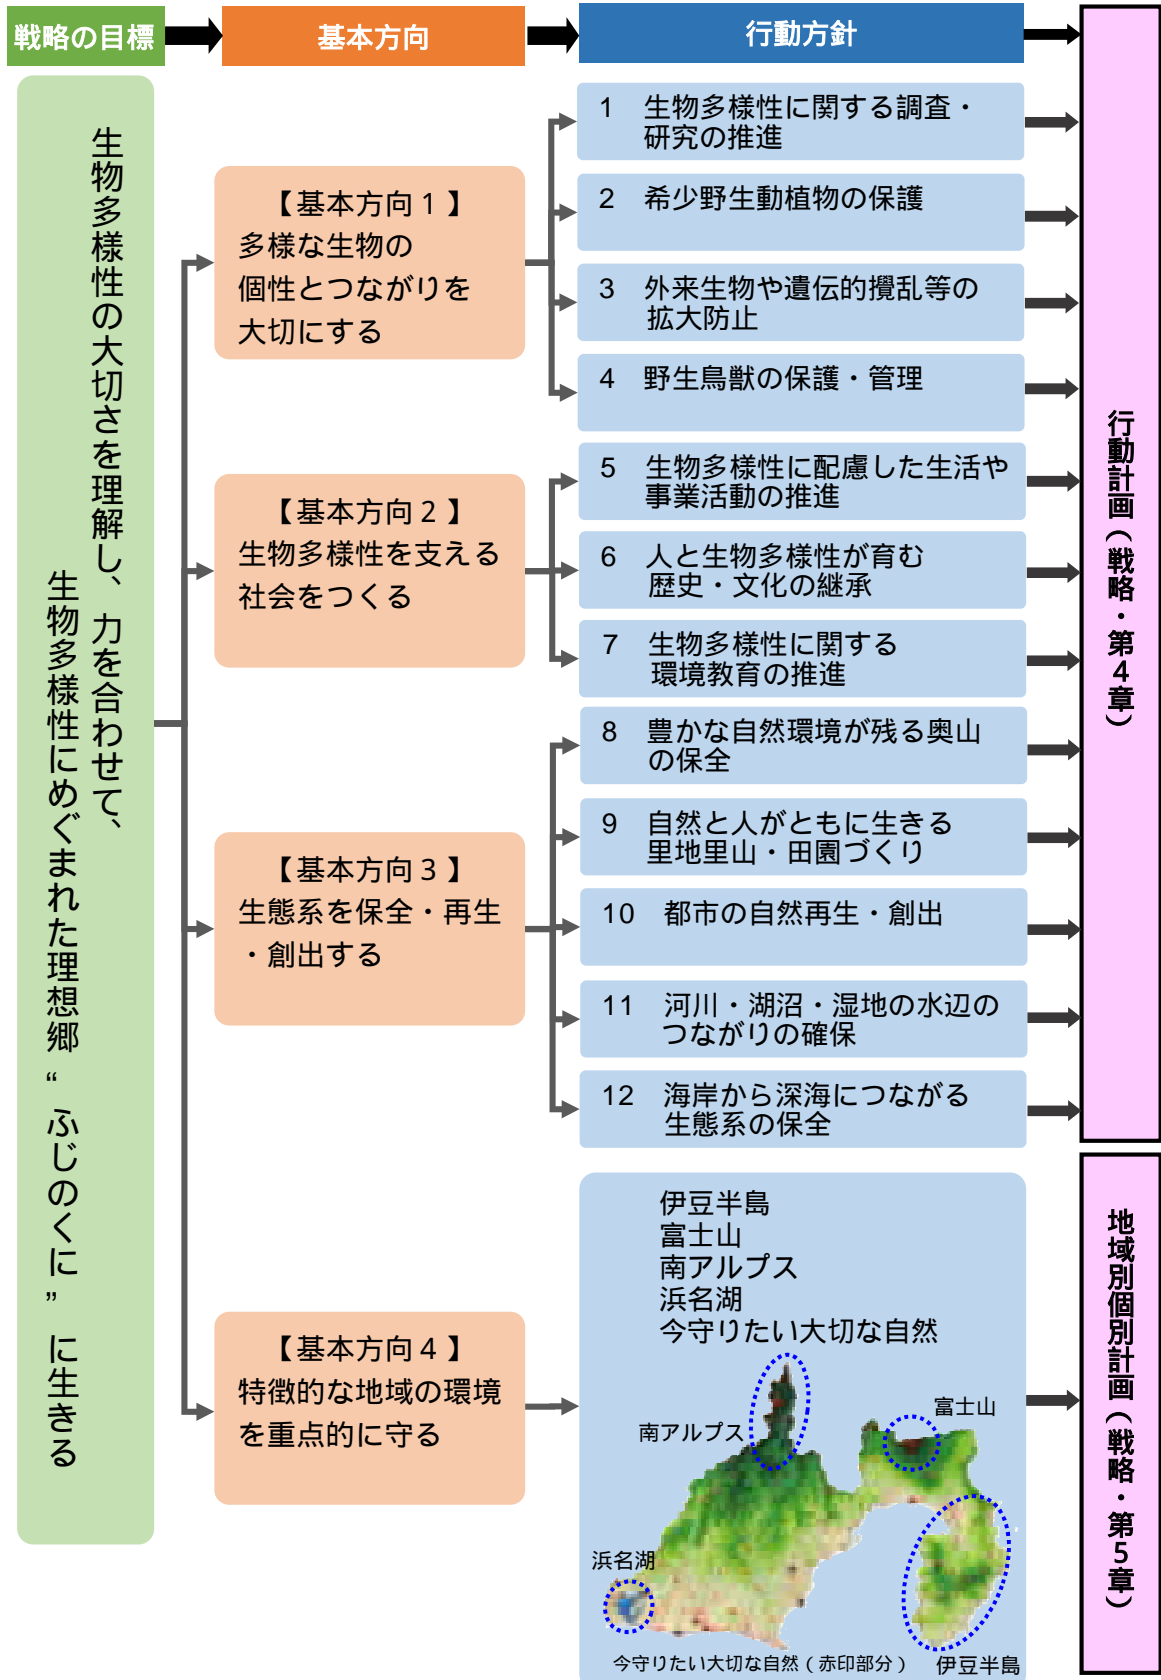 戦略の目標
基本方向
行動方針
生物多様性の大切さを理解し、力を合わせて、
生物多様性にめぐまれた理想郷“ふじのくに”に生きる
【基本方向1】
多様な生物の
個性とつながりを
大切にする
1 生物多様性に関する調査・
研究の推進
2 希少野生動植物の保護
3 外来生物や遺伝的攪乱等の
拡大防止
4 野生鳥獣の保護・管理
【基本方向2】
生物多様性を支える
社会をつくる
5 生物多様性に配慮した生活や
事業活動の推進
6 人と生物多様性が育む
歴史・文化の継承
7 生物多様性に関する
環境教育の推進
【基本方向3】
生態系を保全・再生
・創出する
8 豊かな自然環境が残る奥山
の保全
9 自然と人がともに生きる
里地里山・田園づくり
10 都市の自然再生・創出
11 河川・湖沼・湿地の水辺の
つながりの確保
12 海岸から深海につながる
生態系の保全
行動計画(戦略・第4章)
【基本方向4】
特徴的な地域の環境
を重点的に守る
伊豆半島
富士山
南アルプス
浜名湖
今守りたい大切な自然
南アルプス
富士山
浜名湖
今守りたい大切な自然(赤印部分)
伊豆半島
地域別個別計画(戦略・第5章)